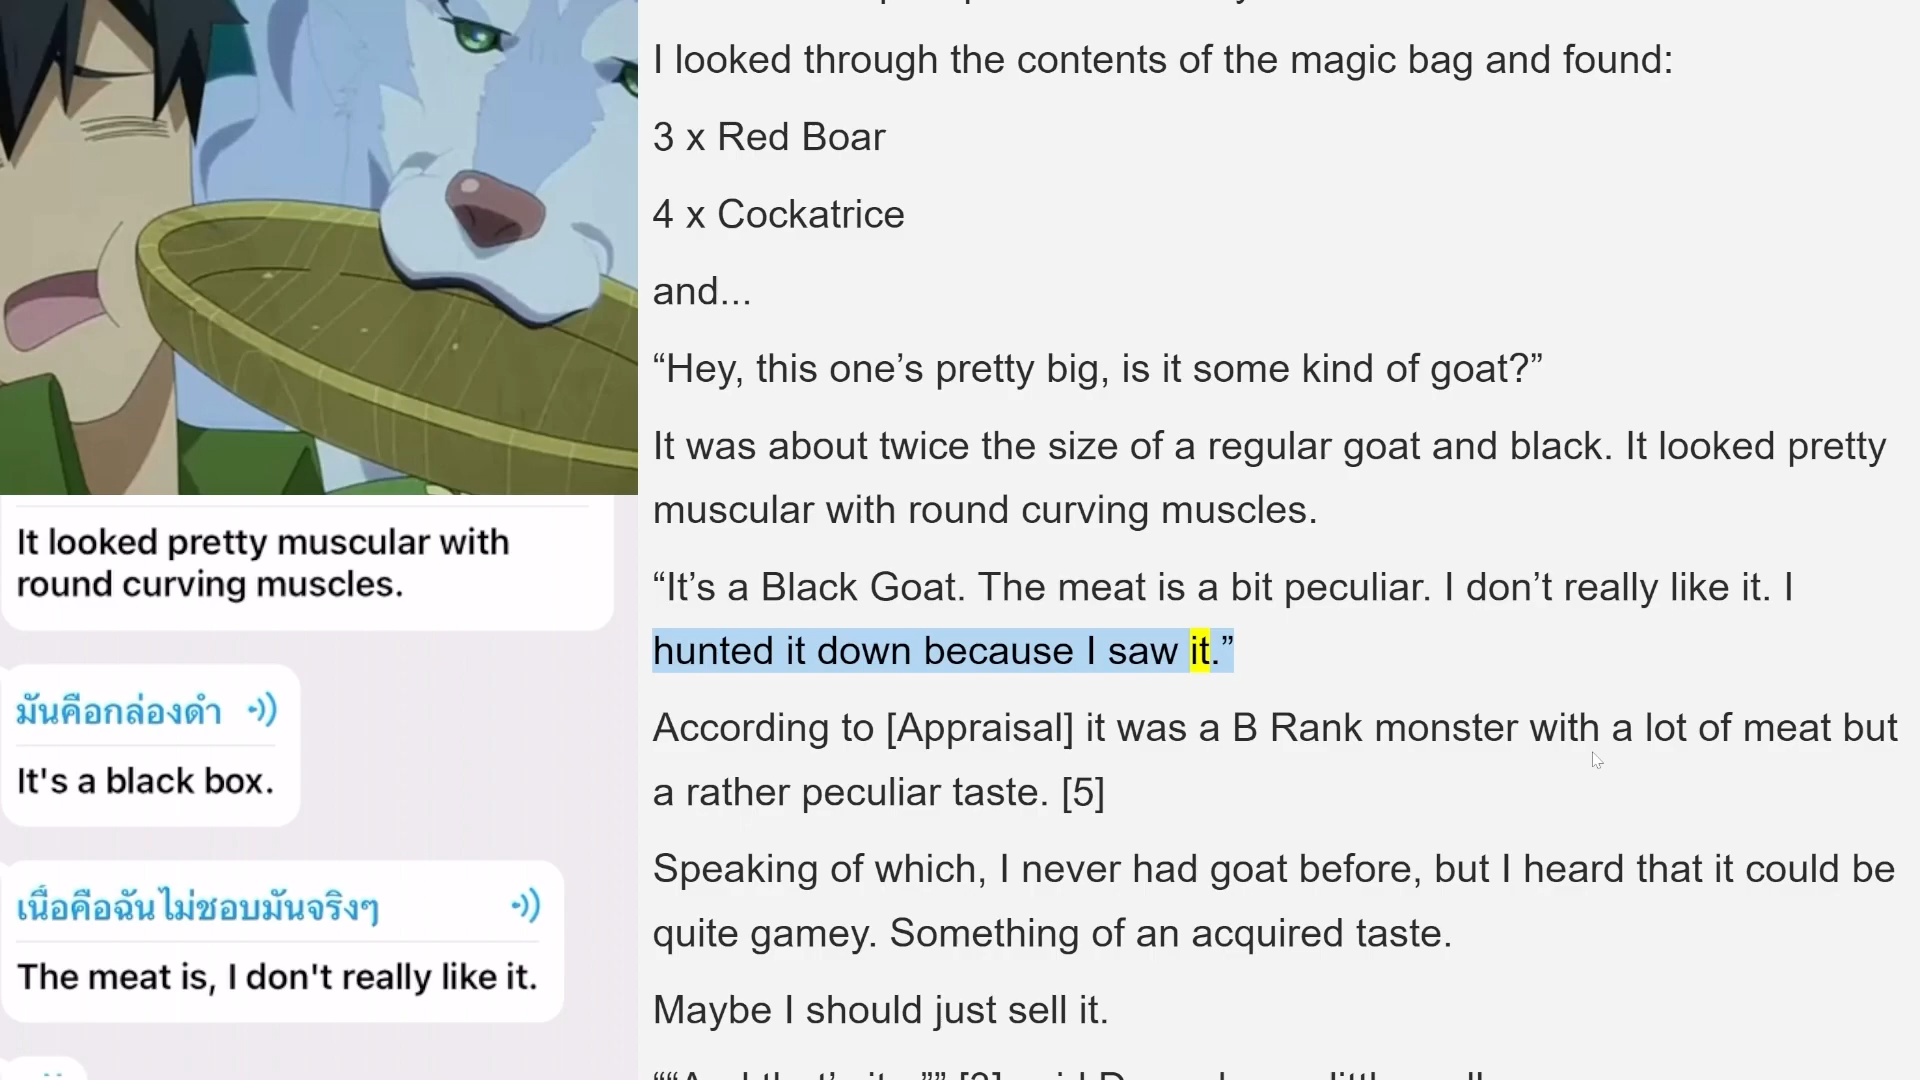 I looked through the contents of the magic bag and found:
3 x Red Boar
4 x Cockatrice
and...
“Hey, this one’s pretty big, is it some kind of goat?”
It was about twice the size of a regular goat and black. It looked pretty
muscular with round curving muscles.
“It’s a Black Goat. The meat is a bit peculiar. I don’t really like it. I
hunted it down because I saw it.”
According to [Appraisal] it was a B Rank monster with a lot of meat but
a rather peculiar taste. [5]
Speaking of which, I never had goat before, but I heard that it could be
quite gamey. Something of an acquired taste.
Maybe I should just sell it.
It looked pretty muscular with
round curving muscles.
มันคือกล่องดำ
It's a black box.
เนื้อคือฉันไม่ชอบมันจริงๆ
The meat is, I don't really like it.